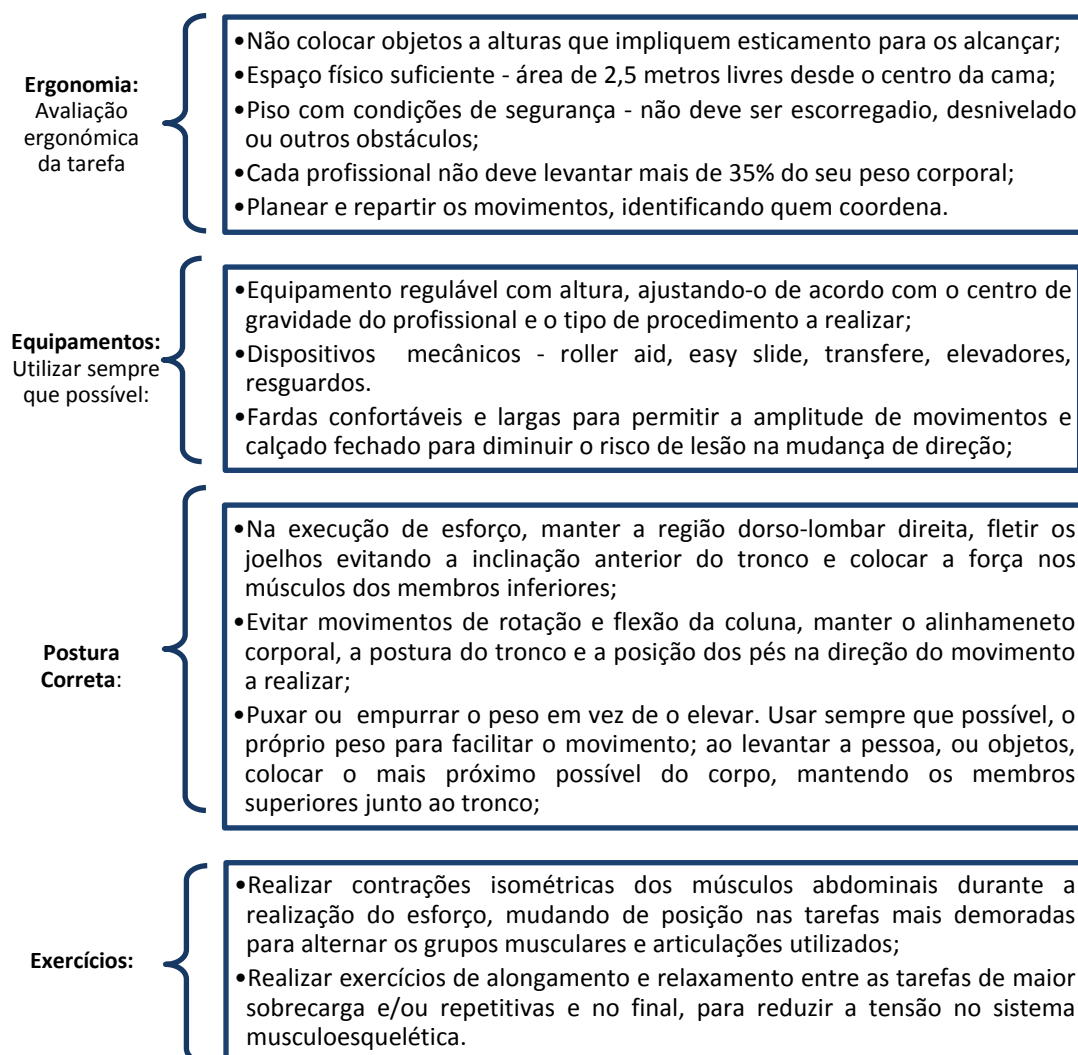 Ergonomia:
Avaliação
ergonómica
da tarefa
•Não colocar objetos a alturas que impliquem esticamento para os alcançar;
•Espaço físico suficiente - área de 2,5 metros livres desde o centro da cama;
•Piso com condições de segurança - não deve ser escorregadio, desnivelado
ou outros obstáculos;
•Cada profissional não deve levantar mais de 35% do seu peso corporal;
•Planear e repartir os movimentos, identificando quem coordena.
Equipamentos:
Utilizar sempre
que possível:
•Equipamento regulável com altura, ajustando-o de acordo com o centro de
gravidade do profissional e o tipo de procedimento a realizar;
•Dispositivos mecânicos - roller aid, easy slide, transfere, elevadores,
resguardos.
•Fardas confortáveis e largas para permitir a amplitude de movimentos e
calçado fechado para diminuir o risco de lesão na mudança de direção;
Postura
Correta:
•Na execução de esforço, manter a região dorso-lombar direita, fletir os
joelhos evitando a inclinação anterior do tronco e colocar a força nos
músculos dos membros inferiores;
•Evitar movimentos de rotação e flexão da coluna, manter o alinhameneto
corporal, a postura do tronco e a posição dos pés na direção do movimento
a realizar;
•Puxar ou empurrar o peso em vez de o elevar. Usar sempre que possível, o
próprio peso para facilitar o movimento; ao levantar a pessoa, ou objetos,
colocar o mais próximo possível do corpo, mantendo os membros
superiores junto ao tronco;
Exercícios:
•Realizar contrações isométricas dos músculos abdominais durante a
realização do esforço, mudando de posição nas tarefas mais demoradas
para alternar os grupos musculares e articulações utilizados;
•Realizar exercícios de alongamento e relaxamento entre as tarefas de maior
sobrecarga e/ou repetitivas e no final, para reduzir a tensão no sistema
musculoesquelética.